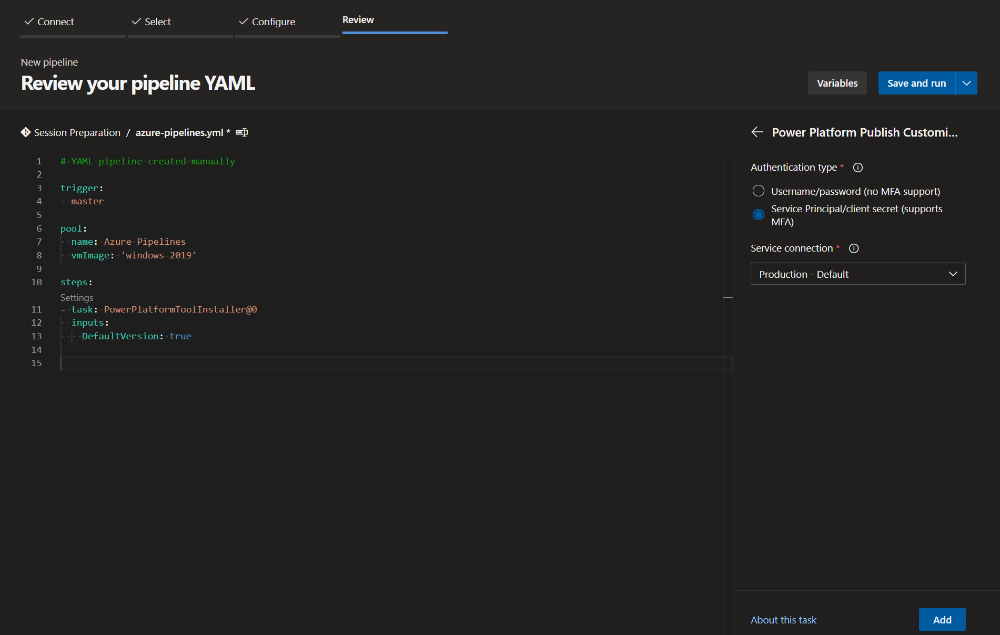 Connect
Select
Configure
Review
New pipeline
Review your pipeline YAML
Variables
Save and run
Session Preparation / azure-pipelines.yml *
1 # YAML pipeline created manually
2
3 trigger:
4 - master
5
6 pool:
7 name: Azure Pipelines
8 vmImage: 'windows-2019'
9
10 steps:
Settings
11 - task: PowerPlatformToolInstaller@0
12 inputs:
13 DefaultVersion: true
14
15
Power Platform Publish Customi...
Authentication type *
Username/password (no MFA support)
Service Principal/client secret (supports
MFA)
Service connection *
Production - Default
About this task
Add